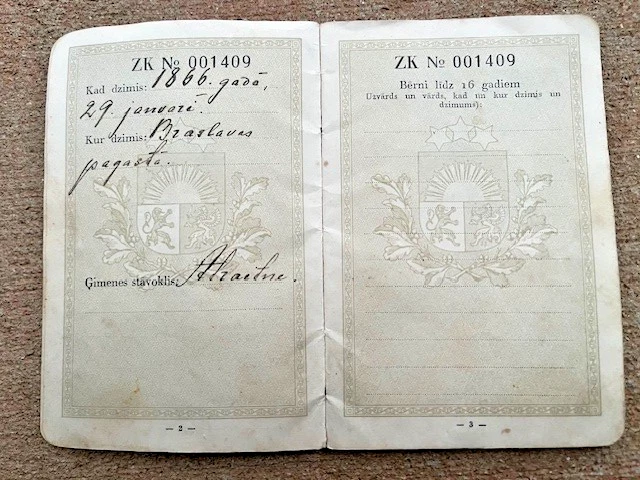 ZK № 001409
Kad dzimis: 1866. gadā,
29. janvarī.
Kur dzimis: Braslavas
pagastā.
Ģimenes stāvoklis: Atraitne.
— 2 —
ZK № 001409
Bērni līdz 16 gadiem
Uzvārds un vārds, kad un kur dzimis un
dzimums):
— 3 —